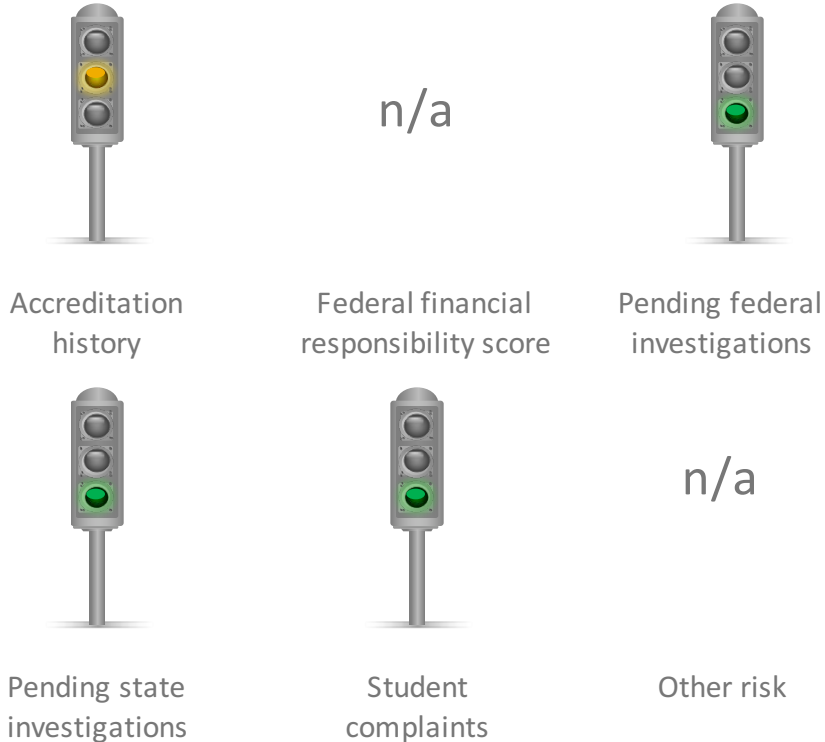 n/a
Accreditation
history
Federal financial
responsibility score
Pending federal
investigations
n/a
Pending state
investigations
Student
complaints
Other risk